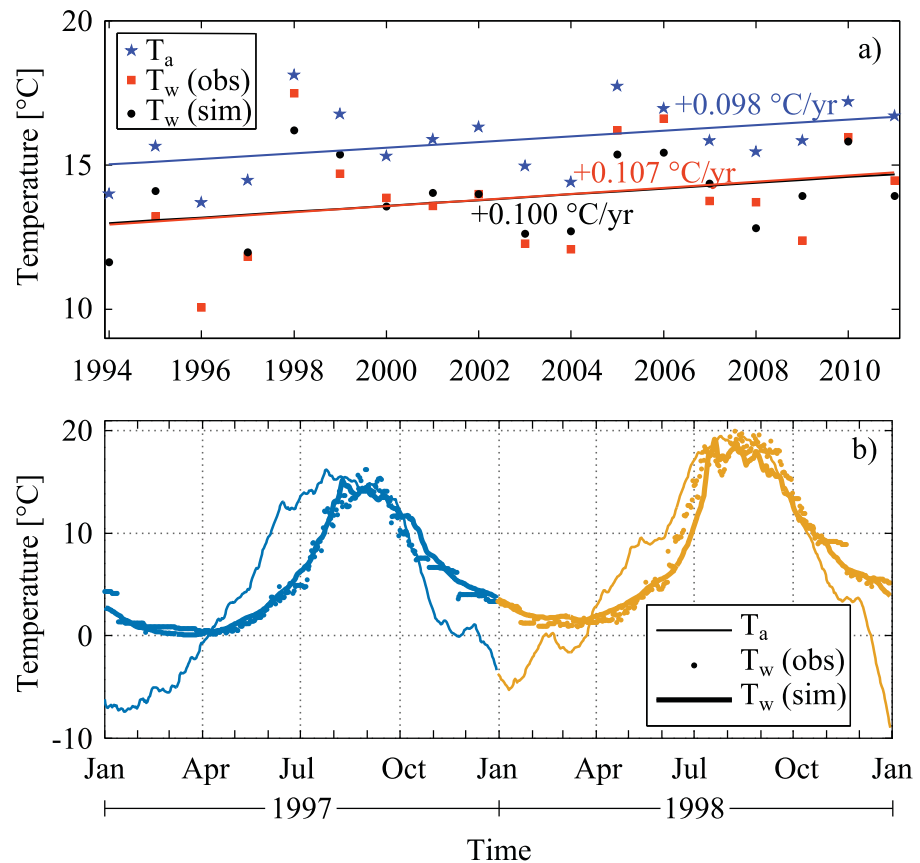 20
15
10
Temperature [°C]
a)
T_a
T_w (obs)
T_w (sim)
+0.098 °C/yr
+0.107 °C/yr
+0.100 °C/yr
1994 1996 1998 2000 2002 2004 2006 2008 2010
20
10
0
-10
Temperature [°C]
b)
T_a
T_w (obs)
T_w (sim)
Jan Apr Jul Oct Jan Apr Jul Oct Jan
1997 1998
Time